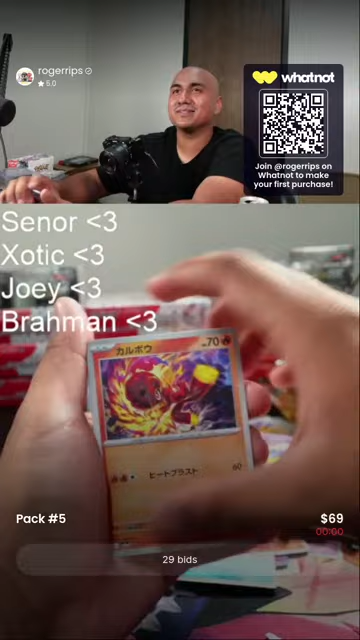 rogerrips
5.0
whatnot
Join @rogerrips on
Whatnot to make
your first purchase!
Senor <3
Xotic <3
Joey <3
Brahman <3
カルボウ
70
ヒートブラスト
60
Pack #5
$69
00:00
29 bids